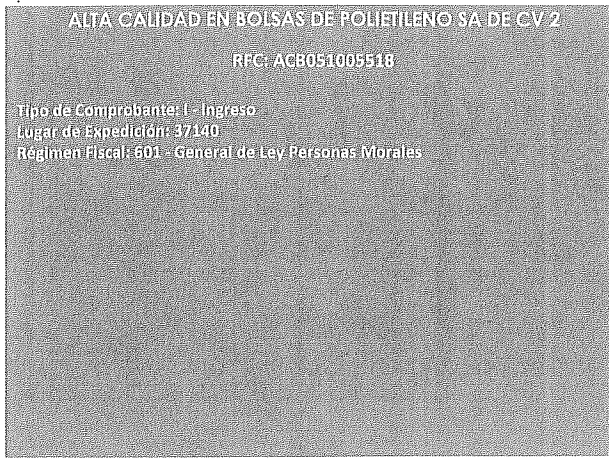 ALTA CALIDAD EN BOLSAS DE POLIETILENO SA DE CV 2
RFC: ACB051005518
Tipo de Comprobante: I - Ingreso
Lugar de Expedición: 37140
Régimen Fiscal: 601 - General de Ley Personas Morales